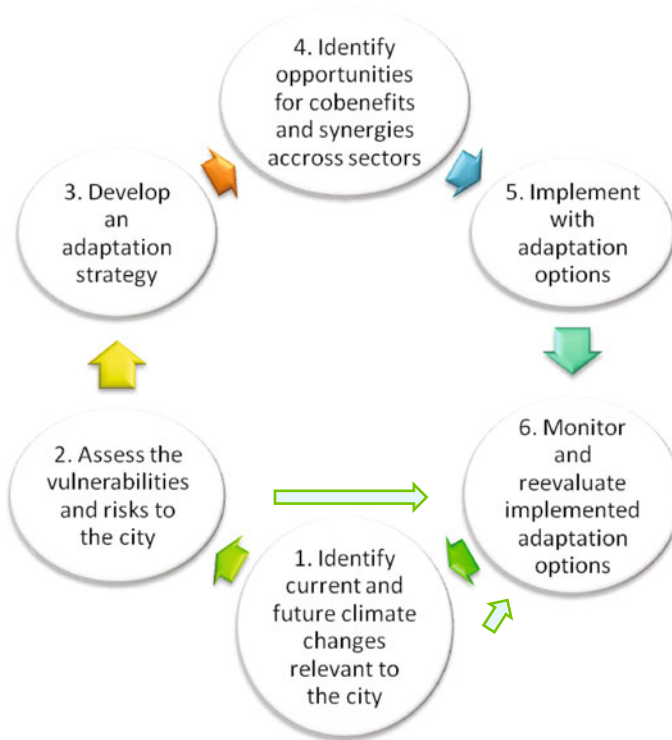 4. Identify
opportunities
for cobenefits
and synergies
accross sectors
3. Develop
an
adaptation
strategy
5. Implement
with
adaptation
options
2. Assess the
vulnerabilities
and risks to
the city
6. Monitor
and
reevaluate
implemented
adaptation
options
1. Identify
current and
future climate
changes
relevant to
the city